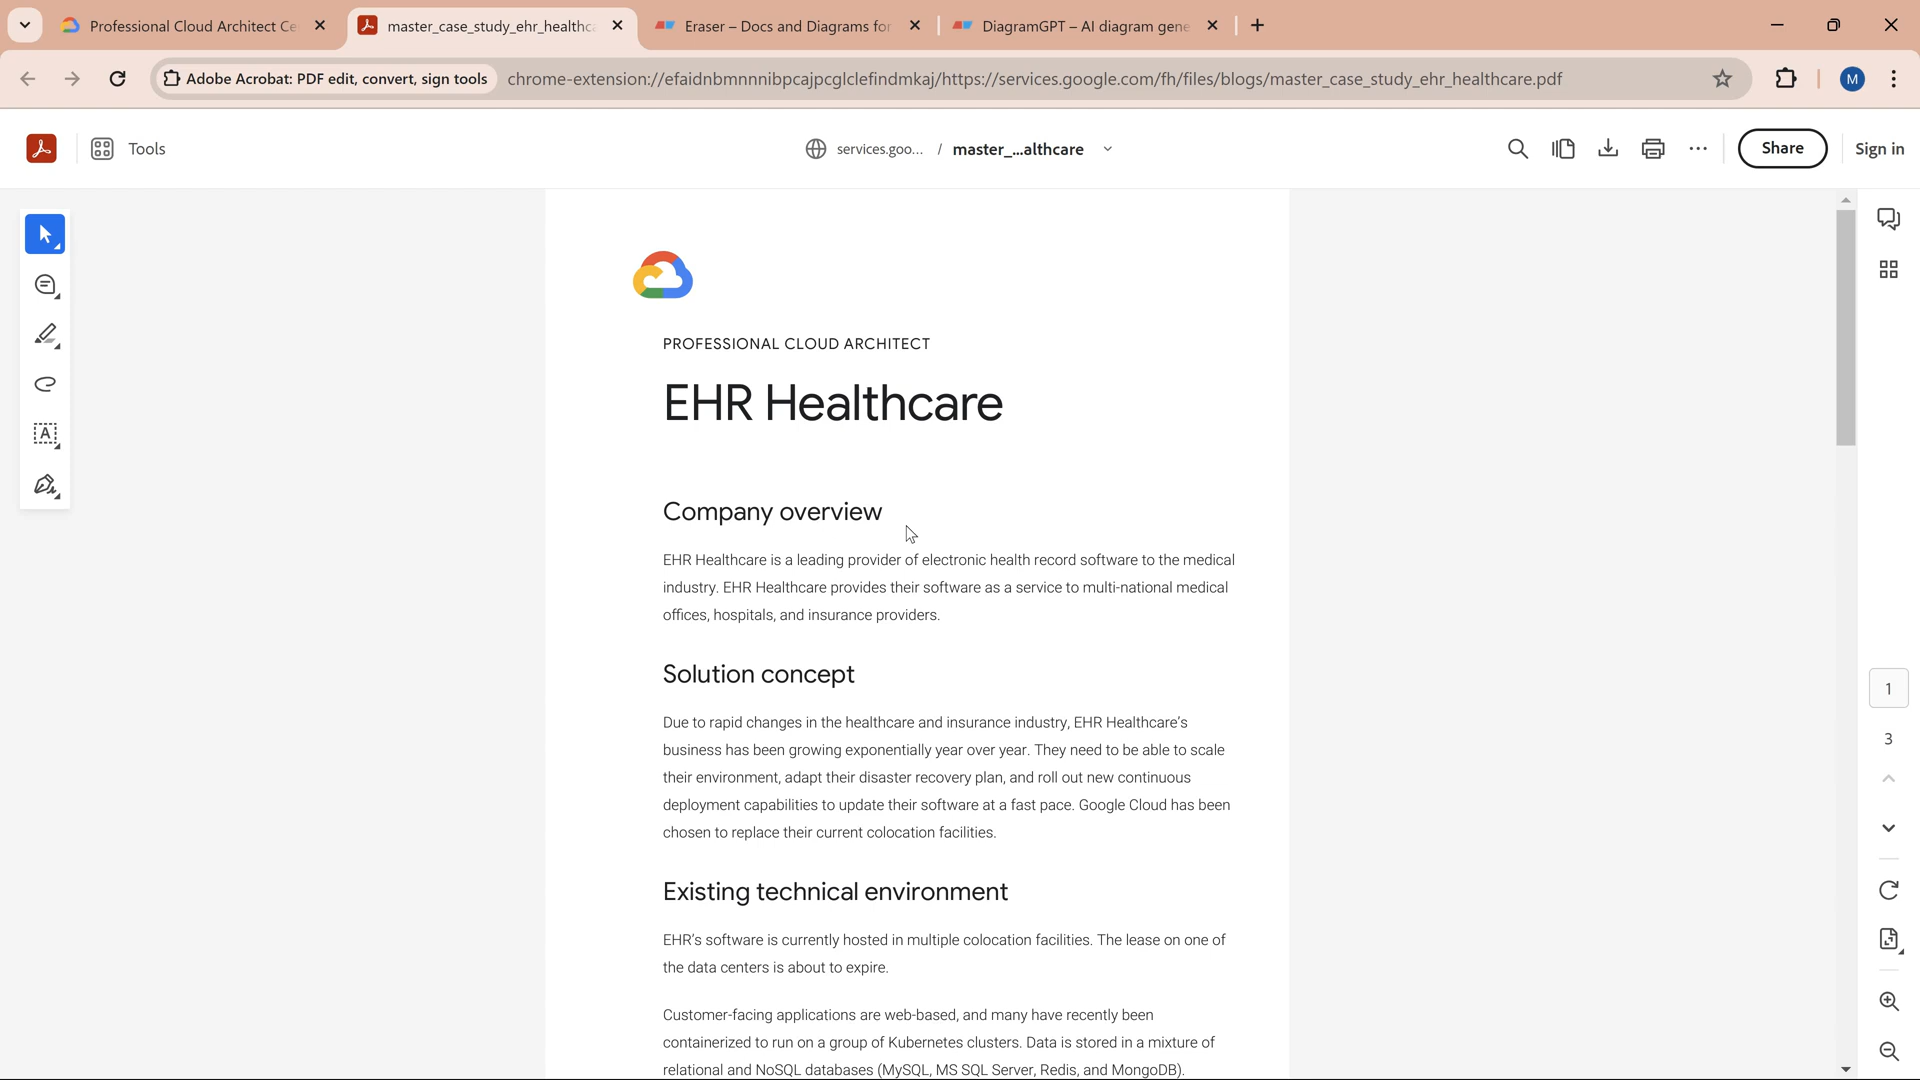 Professional Cloud Architect Ce
master_case_study_ehr_healthca
Eraser – Docs and Diagrams for
DiagramGPT – AI diagram gene
Adobe Acrobat: PDF edit, convert, sign tools
chrome-extension://efaidnbmnnnibpcajpcglclefindmkaj/https://services.google.com/fh/files/blogs/master_case_study_ehr_healthcare.pdf
M
Tools
services.goo... / master_...althcare
Share
Sign in
PROFESSIONAL CLOUD ARCHITECT
EHR Healthcare
Company overview
EHR Healthcare is a leading provider of electronic health record software to the medical
industry. EHR Healthcare provides their software as a service to multi-national medical
offices, hospitals, and insurance providers.
Solution concept
Due to rapid changes in the healthcare and insurance industry, EHR Healthcare's
business has been growing exponentially year over year. They need to be able to scale
their environment, adapt their disaster recovery plan, and roll out new continuous
deployment capabilities to update their software at a fast pace. Google Cloud has been
chosen to replace their current colocation facilities.
Existing technical environment
EHR's software is currently hosted in multiple colocation facilities. The lease on one of
the data centers is about to expire.
Customer-facing applications are web-based, and many have recently been
containerized to run on a group of Kubernetes clusters. Data is stored in a mixture of
relational and NoSQL databases (MySQL, MS SQL Server, Redis, and MongoDB).
1
3